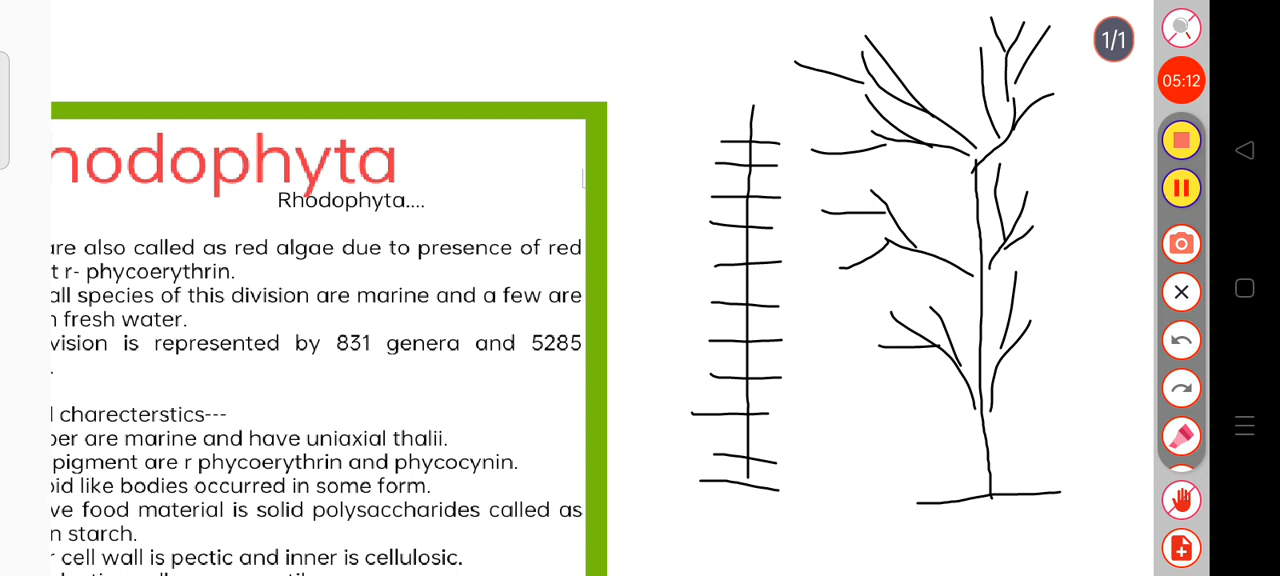 hodophyta
Rhodophyta....
are also called as red algae due to presence of red
t r- phycoerythrin.
all species of this division are marine and a few are
fresh water.
vision is represented by 831 genera and 5285
.
charecterstics---
ber are marine and have uniaxial thalii.
pigment are r phycoerythrin and phycocynin.
oid like bodies occurred in some form.
ve food material is solid polysaccharides called as
n starch.
r cell wall is pectic and inner is cellulosic.
1/1
05:12